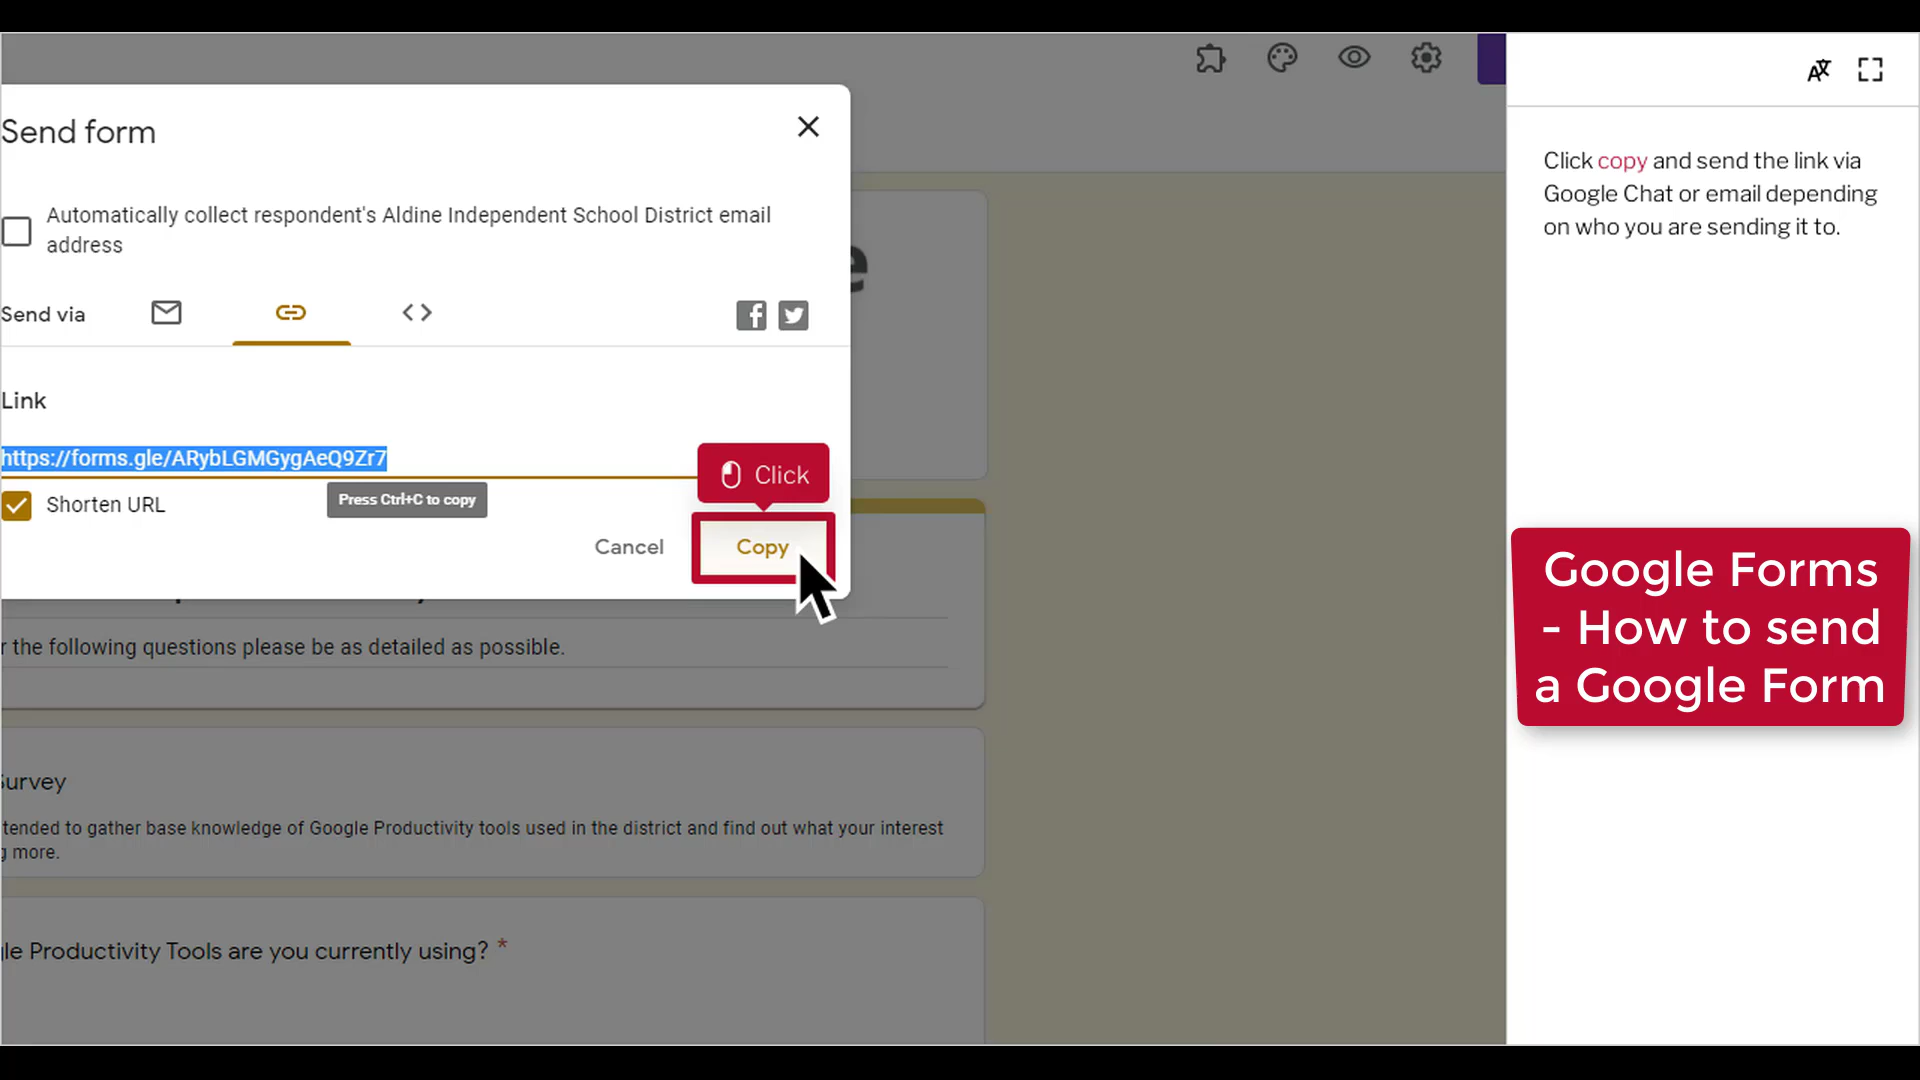 Send form
Automatically collect respondent's Aldine Independent School District email
address
Send via
Link
https://forms.gle/ARybLGMGygAeQ9Zr7
Shorten URL
Press Ctrl+C to copy
Click
Cancel
Copy
the following questions please be as detailed as possible.
Survey
tended to gather base knowledge of Google Productivity tools used in the district and find out what your interest
more.
le Productivity Tools are you currently using? *
Click copy and send the link via
Google Chat or email depending
on who you are sending it to.
Google Forms
- How to send
a Google Form